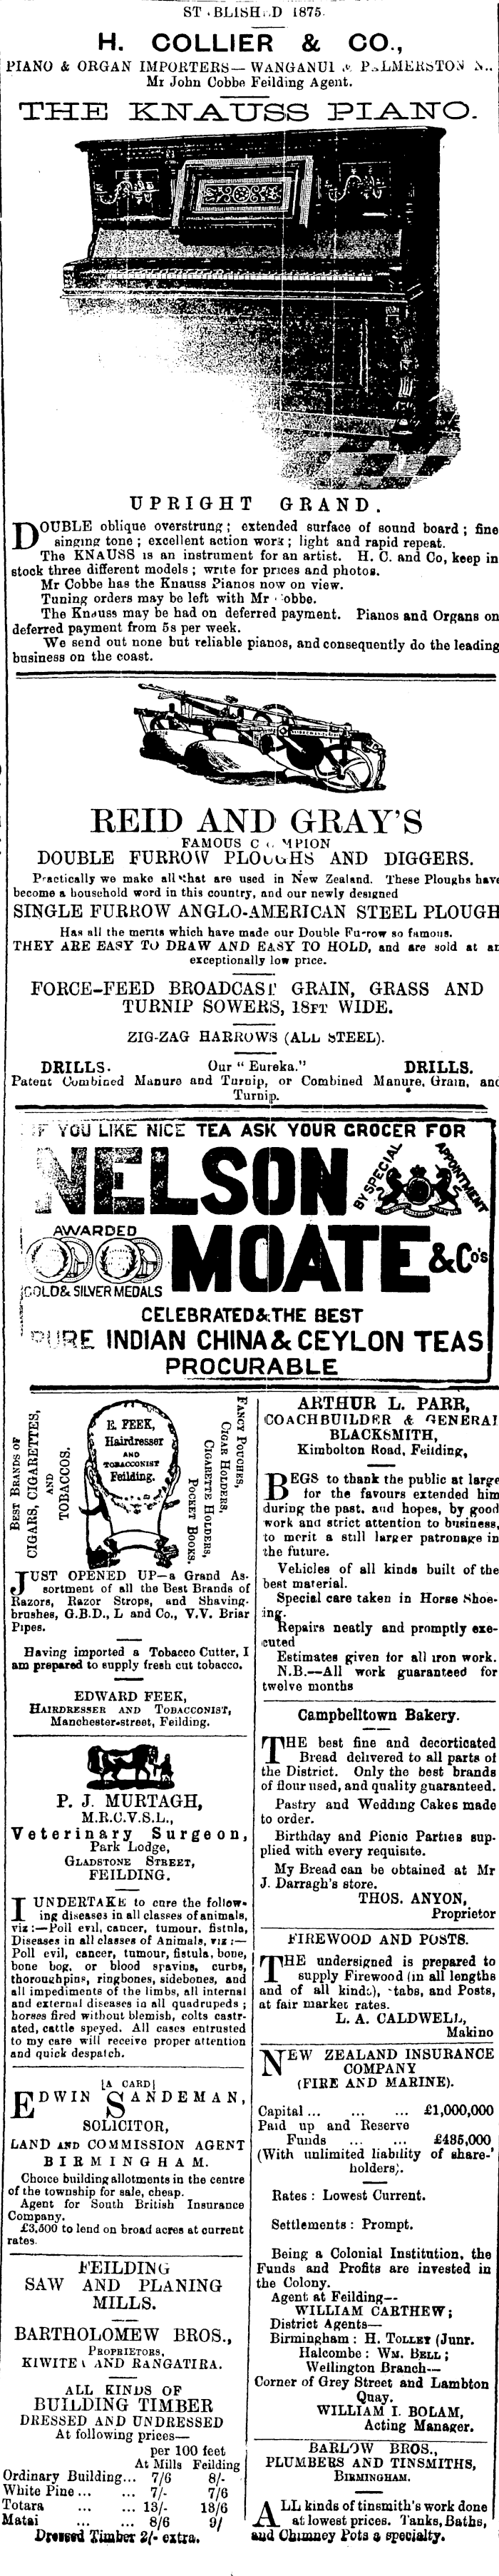 ST BLISH D 1875.
H. COLLIER & CO.,
PIANO & ORGAN IMPORTERS— WANGANUI & PALMERSTON N..
Mr John Cobbe Feilding Agent.
THE KNAUSS PIANO.
UPRIGHT GRAND.
DOUBLE oblique overstrung; extended surface of sound board; fine
singing tone; excellent action work; light and rapid repeat.
The KNAUSS is an instrument for an artist. H. C. and Co, keep in
stock three different models; write for prices and photos.
Mr Cobbe has the Knauss Pianos now on view.
Tuning orders may be left with Mr obbe.
The Knauss may be had on deferred payment. Pianos and Organs on
deferred payment from 5s per week.
We send out none but reliable pianos, and consequently do the leading
business on the coast.
REID AND GRAY'S
FAMOUS C MPION
DOUBLE FURROW PLOUGHS AND DIGGERS.
Practically we make all that are used in New Zealand. These Ploughs have
become a household word in this country, and our newly designed
SINGLE FURROW ANGLO-AMERICAN STEEL PLOUGH
Has all the merits which have made our Double Furrow so famous.
THEY ARE EASY TO DRAW AND EASY TO HOLD, and are sold at an
exceptionally low price.
FORCE-FEED BROADCAST GRAIN, GRASS AND
TURNIP SOWERS, 18FT WIDE.
ZIG-ZAG HARROWS (ALL STEEL).
DRILLS. Our "Eureka." DRILLS.
Patent Combined Manure and Turnip, or Combined Manure, Grain, and
Turnip.
IF YOU LIKE NICE TEA ASK YOUR GROCER FOR
NELSON
BY SPECIAL APPOINTMENT
AWARDED
GOLD & SILVER MEDALS
MOATE & Co's
CELEBRATED & THE BEST
PURE INDIAN CHINA & CEYLON TEAS
PROCURABLE
BEST BRANDS OF
CIGARS, CIGARETTES,
AND
TOBACCOS.
E. FEEK,
Hairdresser
AND
TOBACCONIST
Feilding.
FANCY POUCHES,
CIGAR HOLDERS,
CIGARETTE HOLDERS,
POCKET BOOKS,
JUST OPENED UP—a Grand As-
sortment of all the Best Brands of
Razors, Razor Strops, and Shaving-
brushes, G.B.D., L and Co., V.V. Briar
Pipes.
Having imported a Tobacco Cutter, I
am prepared to supply fresh cut tobacco.
EDWARD FEEK,
HAIRDRESSER AND TOBACCONIST,
Manchester-street, Feilding.
P. J. MURTAGH,
M.R.C.V.S.L.,
Veterinary Surgeon,
Park Lodge,
GLADSTONE STREET,
FEILDING.
I UNDERTAKE to cure the follow-
ing diseases in all classes of animals,
viz:—Poll evil, cancer, tumour, fistula,
Diseases in all classes of Animals, viz:—
Poll evil, cancer, tumour, fistula, bone,
bone bog, or blood spavins, curbs,
thoroughpins, ringbones, sidebones, and
all impediments of the limbs, all internal
and external diseases in all quadrupeds;
horses fired without blemish, colts castr-
ated, cattle speyed. All cases entrusted
to my care will receive proper attention
and quick despatch.
[A CARD]
EDWIN SANDEMAN,
SOLICITOR,
LAND AND COMMISSION AGENT
BIRMINGHAM.
Choice building allotments in the centre
of the township for sale, cheap.
Agent for South British Insurance
Company.
£3,500 to lend on broad acres at current
rates.
FEILDING
SAW AND PLANING
MILLS.
BARTHOLOMEW BROS.,
PROPRIETORS,
KIWITEA AND RANGATIRA.
ALL KINDS OF
BUILDING TIMBER
DRESSED AND UNDRESSED
At following prices—
per 100 feet
At Mills Feilding
Ordinary Building... 7/6 8/-
White Pine ... ... 7/- 7/6
Totara ... ... 13/- 13/6
Matai ... ... 8/6 9/
Dressed Timber 2/- extra.
ARTHUR L. PARR,
COACHBUILDER & GENERAL
BLACKSMITH,
Kimbolton Road, Feilding,
BEGS to thank the public at large
for the favours extended him
during the past, and hopes, by good
work and strict attention to business,
to merit a still larger patronage in
the future.
Vehicles of all kinds built of the
best material.
Special care taken in Horse Shoe-
ing.
Repairs neatly and promptly exe-
cuted
Estimates given for all iron work.
N.B.—All work guaranteed for
twelve months
Campbelltown Bakery.
THE best fine and decorticated
Bread delivered to all parts of
the District. Only the best brands
of flour used, and quality guaranteed.
Pastry and Wedding Cakes made
to order.
Birthday and Picnic Parties sup-
plied with every requisite.
My Bread can be obtained at Mr
J. Darragh's store.
THOS. ANYON,
Proprietor
FIREWOOD AND POSTS.
THE undersigned is prepared to
supply Firewood (in all lengths
and of all kinds), Stabs, and Posts,
at fair market rates.
L. A. CALDWELL,
Makino
NEW ZEALAND INSURANCE
COMPANY
(FIRE AND MARINE).
Capital ... ... ... £1,000,000
Paid up and Reserve
Funds ... ... £435,000
(With unlimited liability of share-
holders).
Rates: Lowest Current.
Settlements: Prompt.
Being a Colonial Institution, the
Funds and Profits are invested in
the Colony.
Agent at Feilding—
WILLIAM CARTHEW;
District Agents—
Birmingham: H. TOLLEY (Junr.
Halcombe: WM. BELL;
Wellington Branch—
Corner of Grey Street and Lambton
Quay.
WILLIAM I. BOLAM,
Acting Manager.
BARLOW BROS.,
PLUMBERS AND TINSMITHS,
BIRMINGHAM.
ALL kinds of tinsmith's work done
at lowest prices. Tanks, Baths,
and Chimney Pots a specialty.